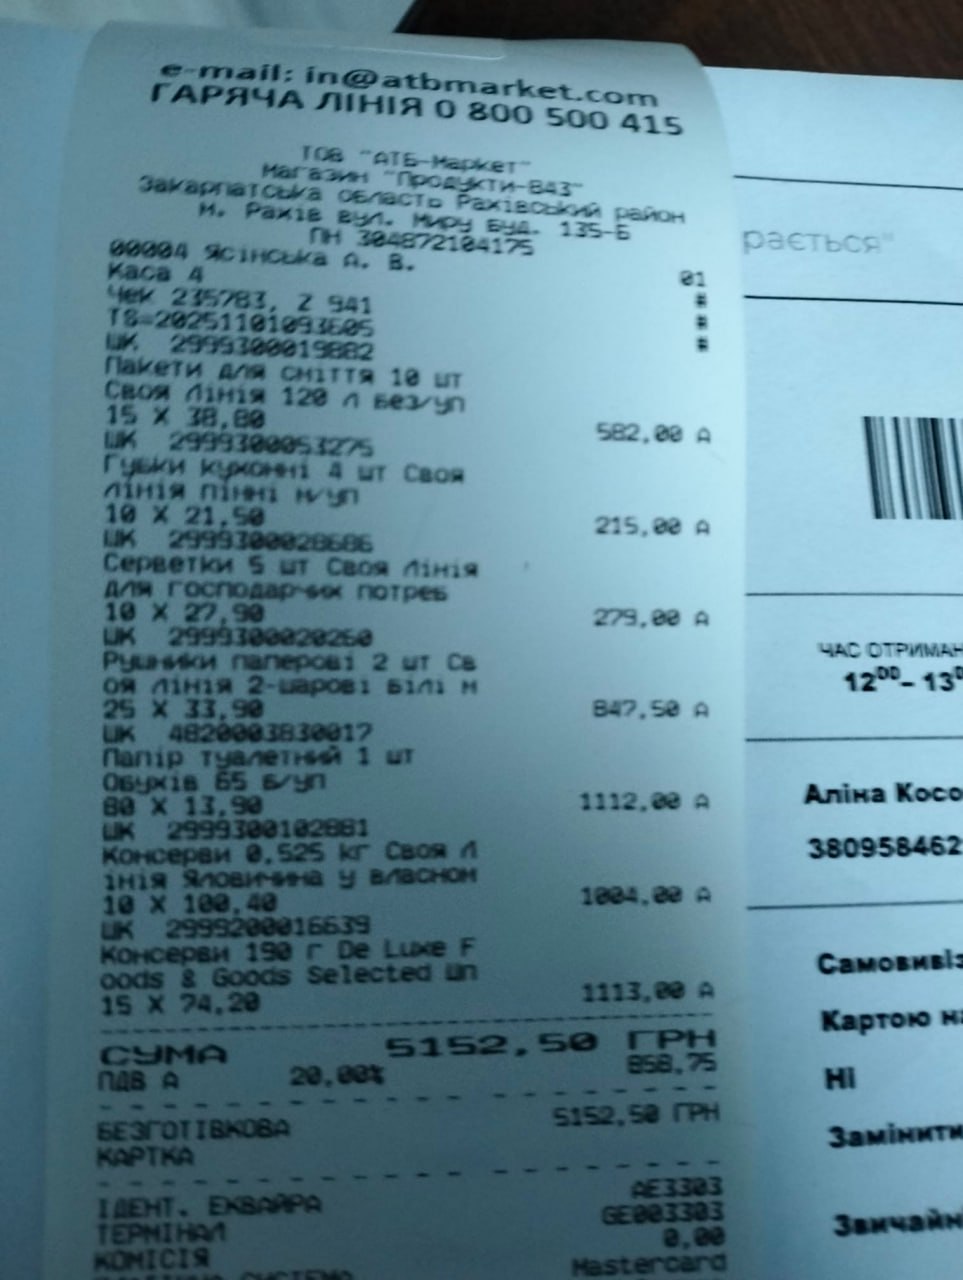 e-mail: in@atbmarket.com
ГАРЯЧА ЛІНІЯ 0 800 500 415
ТОВ "АТБ-Маркет"
Магазин "Продукти-843"
Закарпатська область Рахівський район
м. Рахів вул. Миру буд. 135-Б
ПН 304872104175
00004 Ясінська А. В. 01
Каса 4 #
Чек 235783, Z 941 #
TS=20251101093605 #
ШК 2999300019882
Пакети для сміття 10 шт
Своя Лінія 120 л без/уп
15 X 38,80 582,00 А
ШК 2999300053275
Губки кухонні 4 шт Своя
Лінія пінні н/уп
10 X 21,50 215,00 А
ШК 2999300028686
Серветки 5 шт Своя Лінія
для господарчих потреб
10 X 27,90 279,00 А
ШК 2999300020260
Рушники паперові 2 шт Св
оя Лінія 2-шарові білі м
25 X 33,90 847,50 А
ШК 4820003830017
Папір туалетний 1 шт
Обухів 65 б/уп
80 X 13,90 1112,00 А
ШК 2999300102881
Консерви 0,525 kг Своя Л
інія Яловичина у власном
10 X 100,40 1004,00 А
ШК 2999200016639
Консерви 190 г De Luxe F
oods & Goods Selected Шп
15 X 74,20 1113,00 А
СУМА 5152,50 ГРН
ПДВ А 20,00% 858,75
БЕЗГОТІВКОВА 5152,50 ГРН
КАРТКА
ІДЕНТ. ЕКВАЙРА AE3303
ТЕРМІНАЛ GE003303
КОМІСІЯ 0,00
Mastercard
рається"
ЧАС ОТРИМАН
12⁰⁰– 13⁰
Аліна Косо
380958462
Самовивіз
Картою на
НІ
Замінити
Звичайн